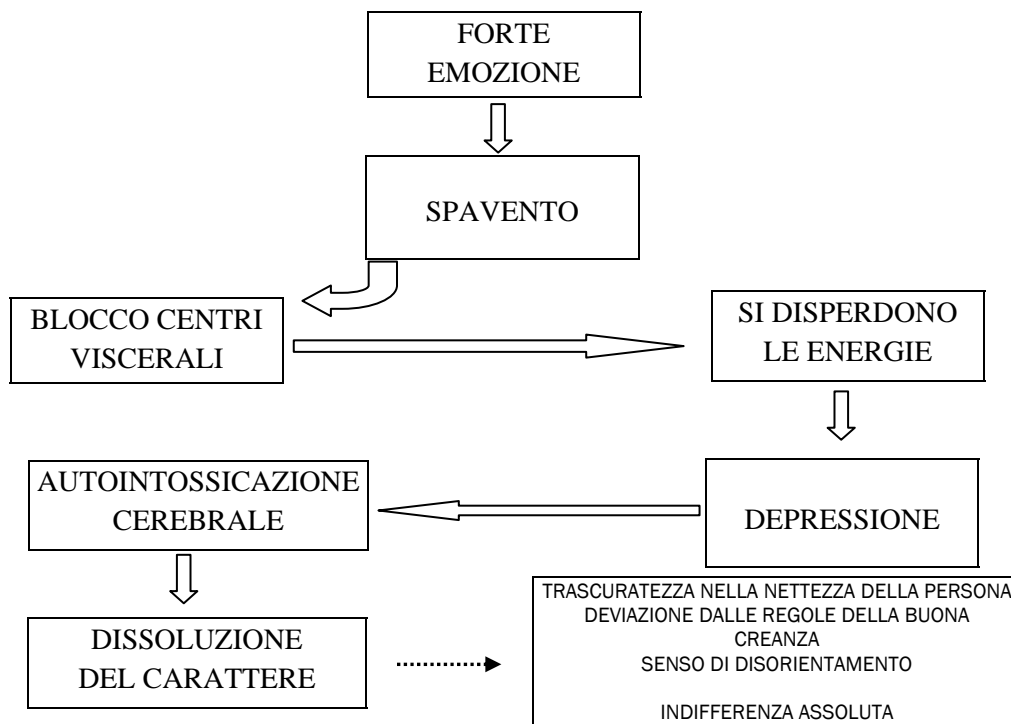 FORTE
EMOZIONE
SPAVENTO
BLOCCO CENTRI
VISCERALI
SI DISPERDONO
LE ENERGIE
DEPRESSIONE
AUTOINTOSSICAZIONE
CEREBRALE
DISSOLUZIONE
DEL CARATTERE
TRASCURATEZZA NELLA NETTEZZA DELLA PERSONA
DEVIAZIONE DALLE REGOLE DELLA BUONA
CREANZA
SENSO DI DISORIENTAMENTO
INDIFFERENZA ASSOLUTA